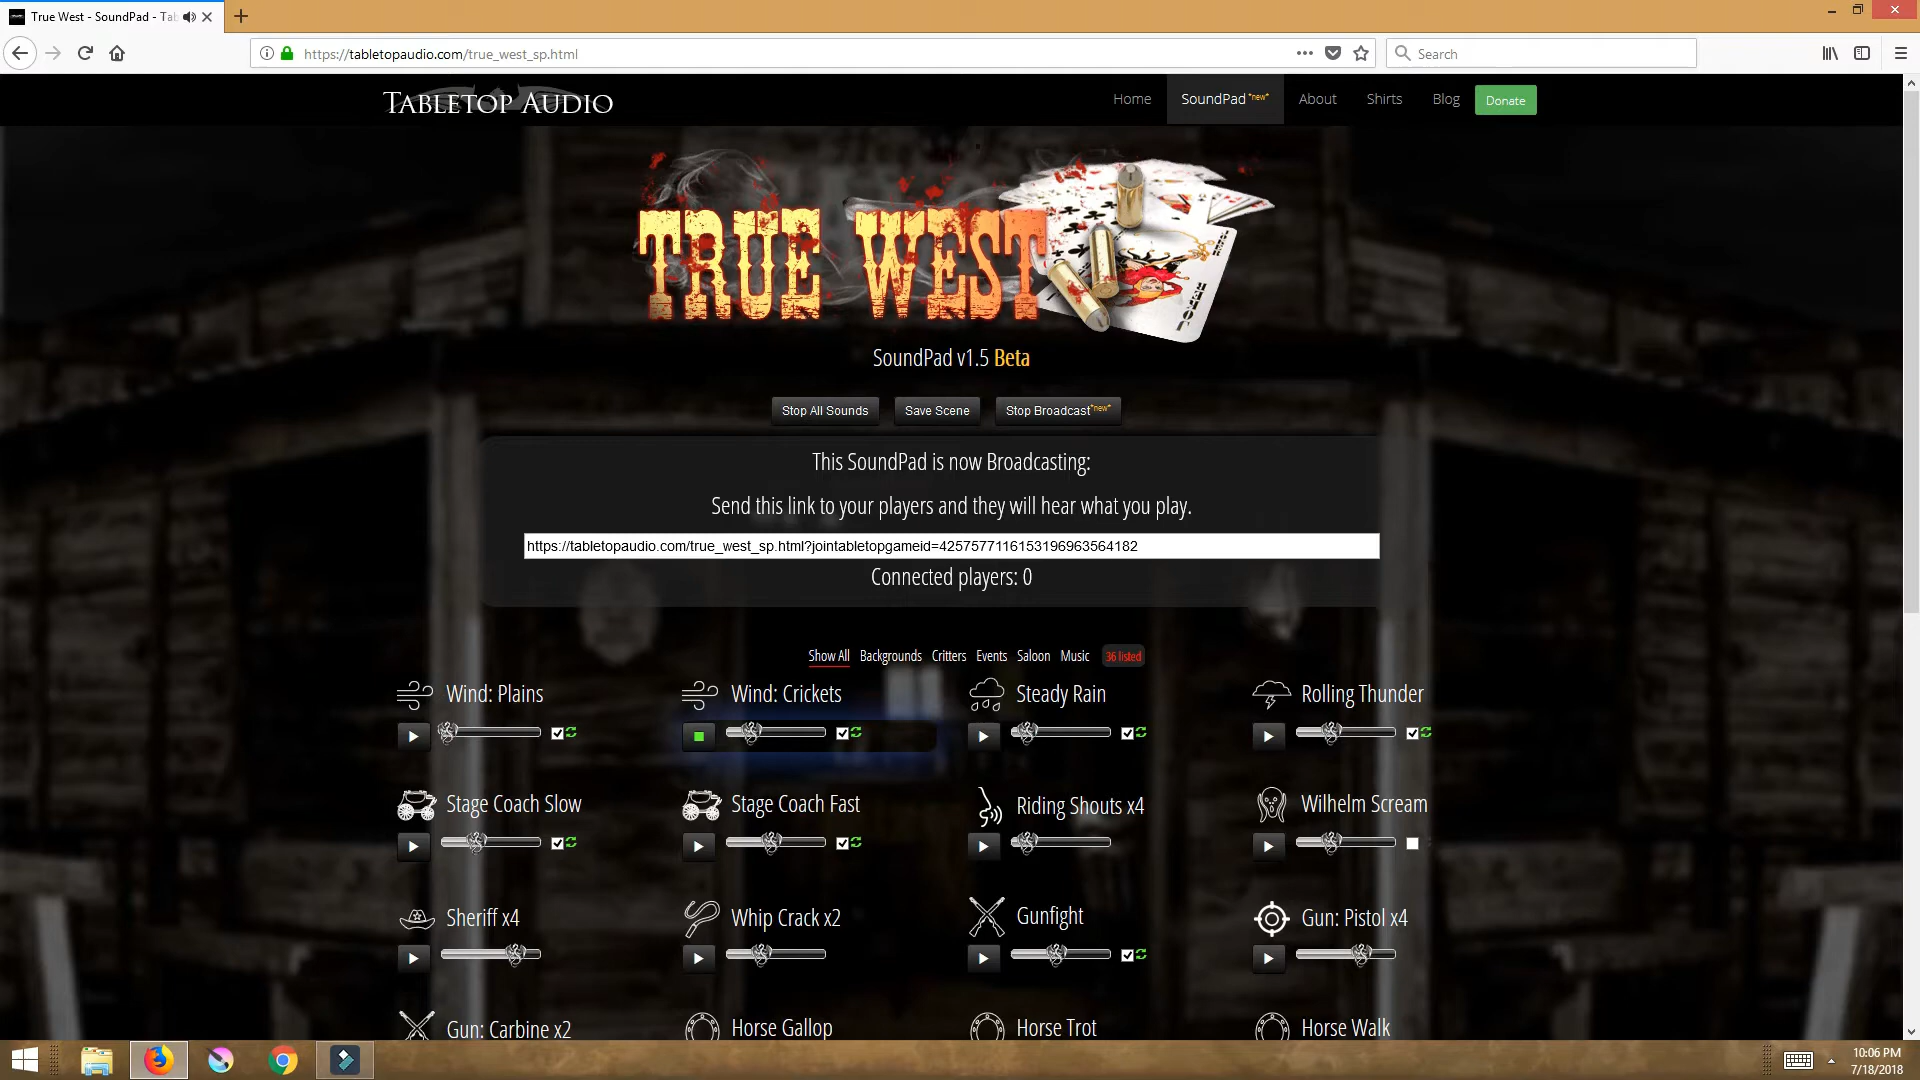 True West - SoundPad - Tab
https://tabletopaudio.com/true_west_sp.html
Search
TABLETOP AUDIO
Home
SoundPad *new*
About
Shirts
Blog
Donate
TRUE WEST
JOKER
SoundPad v1.5 Beta
Stop All Sounds
Save Scene
Stop Broadcast *new*
This SoundPad is now Broadcasting:
Send this link to your players and they will hear what you play.
https://tabletopaudio.com/true_west_sp.html?jointabletopgameid=4257577116153196963564182
Connected players: 0
Show All Backgrounds Critters Events Saloon Music 36 listed
Wind: Plains
Wind: Crickets
Steady Rain
Rolling Thunder
Stage Coach Slow
Stage Coach Fast
Riding Shouts x4
Wilhelm Scream
Sheriff x4
Whip Crack x2
Gunfight
Gun: Pistol x4
Gun: Carbine x2
Horse Gallop
Horse Trot
Horse Walk
10:06 PM
7/18/2018